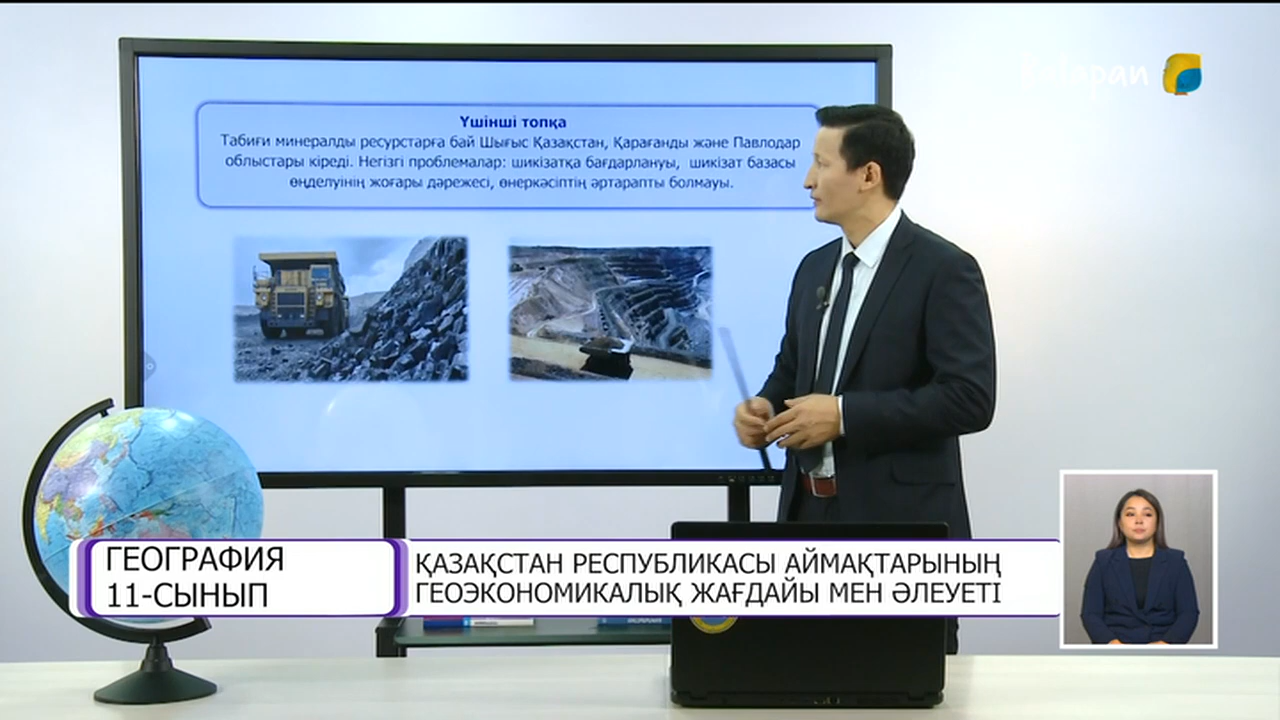 Balapan
Үшінші топқа
Табиғи минералды ресурстарға бай Шығыс Қазақстан, Қарағанды және Павлодар
облыстары кіреді. Негізгі проблемалар: шикізатқа бағдарлануы, шикізат базасы
өңделуінің жоғары дәрежесі, өнеркәсіптің әртарапты болмауы.
ГЕОГРАФИЯ
11-СЫНЫП
ҚАЗАҚСТАН РЕСПУБЛИКАСЫ АЙМАҚТАРЫНЫҢ
ГЕОЭКОНОМИКАЛЫҚ ЖАҒДАЙЫ МЕН ӘЛЕУЕТІ